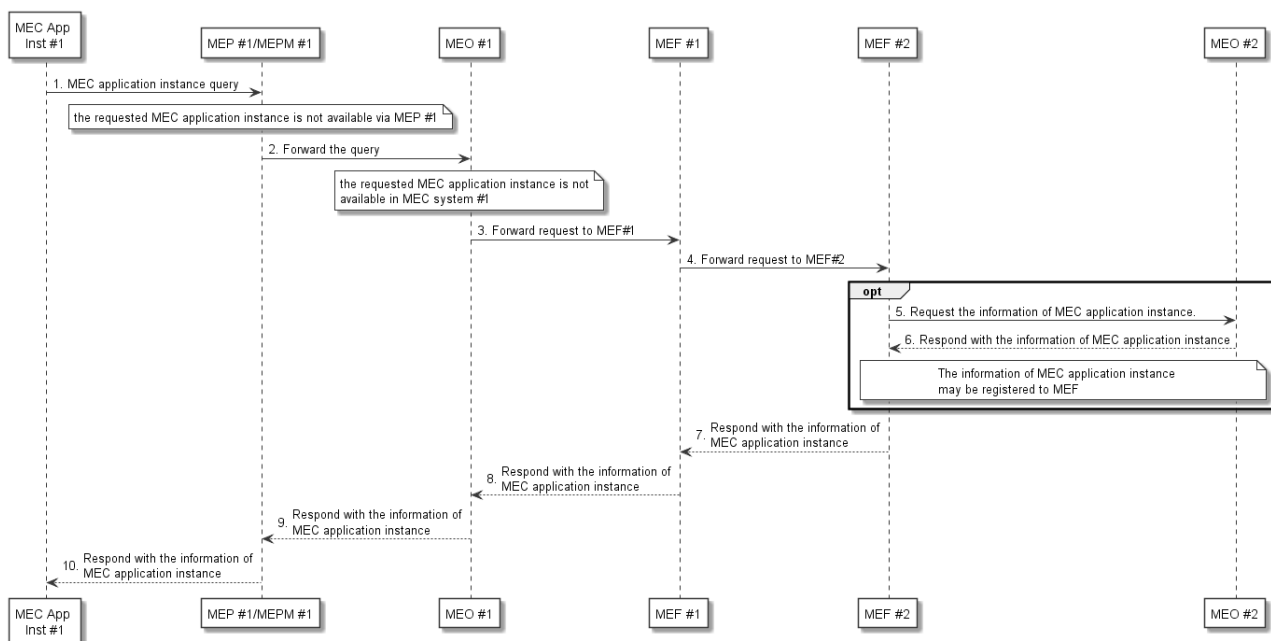 MEC App
Inst #1
MEP #1/MEPM #1
MEO #1
MEF #1
MEF #2
MEO #2
1. MEC application instance query
the requested MEC application instance is not available via MEP #1
2. Forward the query
the requested MEC application instance is not
available in MEC system #1
3. Forward request to MEF#1
4. Forward request to MEF#2
opt
5. Request the information of MEC application instance.
6. Respond with the information of MEC application instance
The information of MEC application instance
may be registered to MEF
7. Respond with the information of
MEC application instance
8. Respond with the information of
MEC application instance
9. Respond with the information of
MEC application instance
10. Respond with the information of
MEC application instance
MEC App
Inst #1
MEP #1/MEPM #1
MEO #1
MEF #1
MEF #2
MEO #2